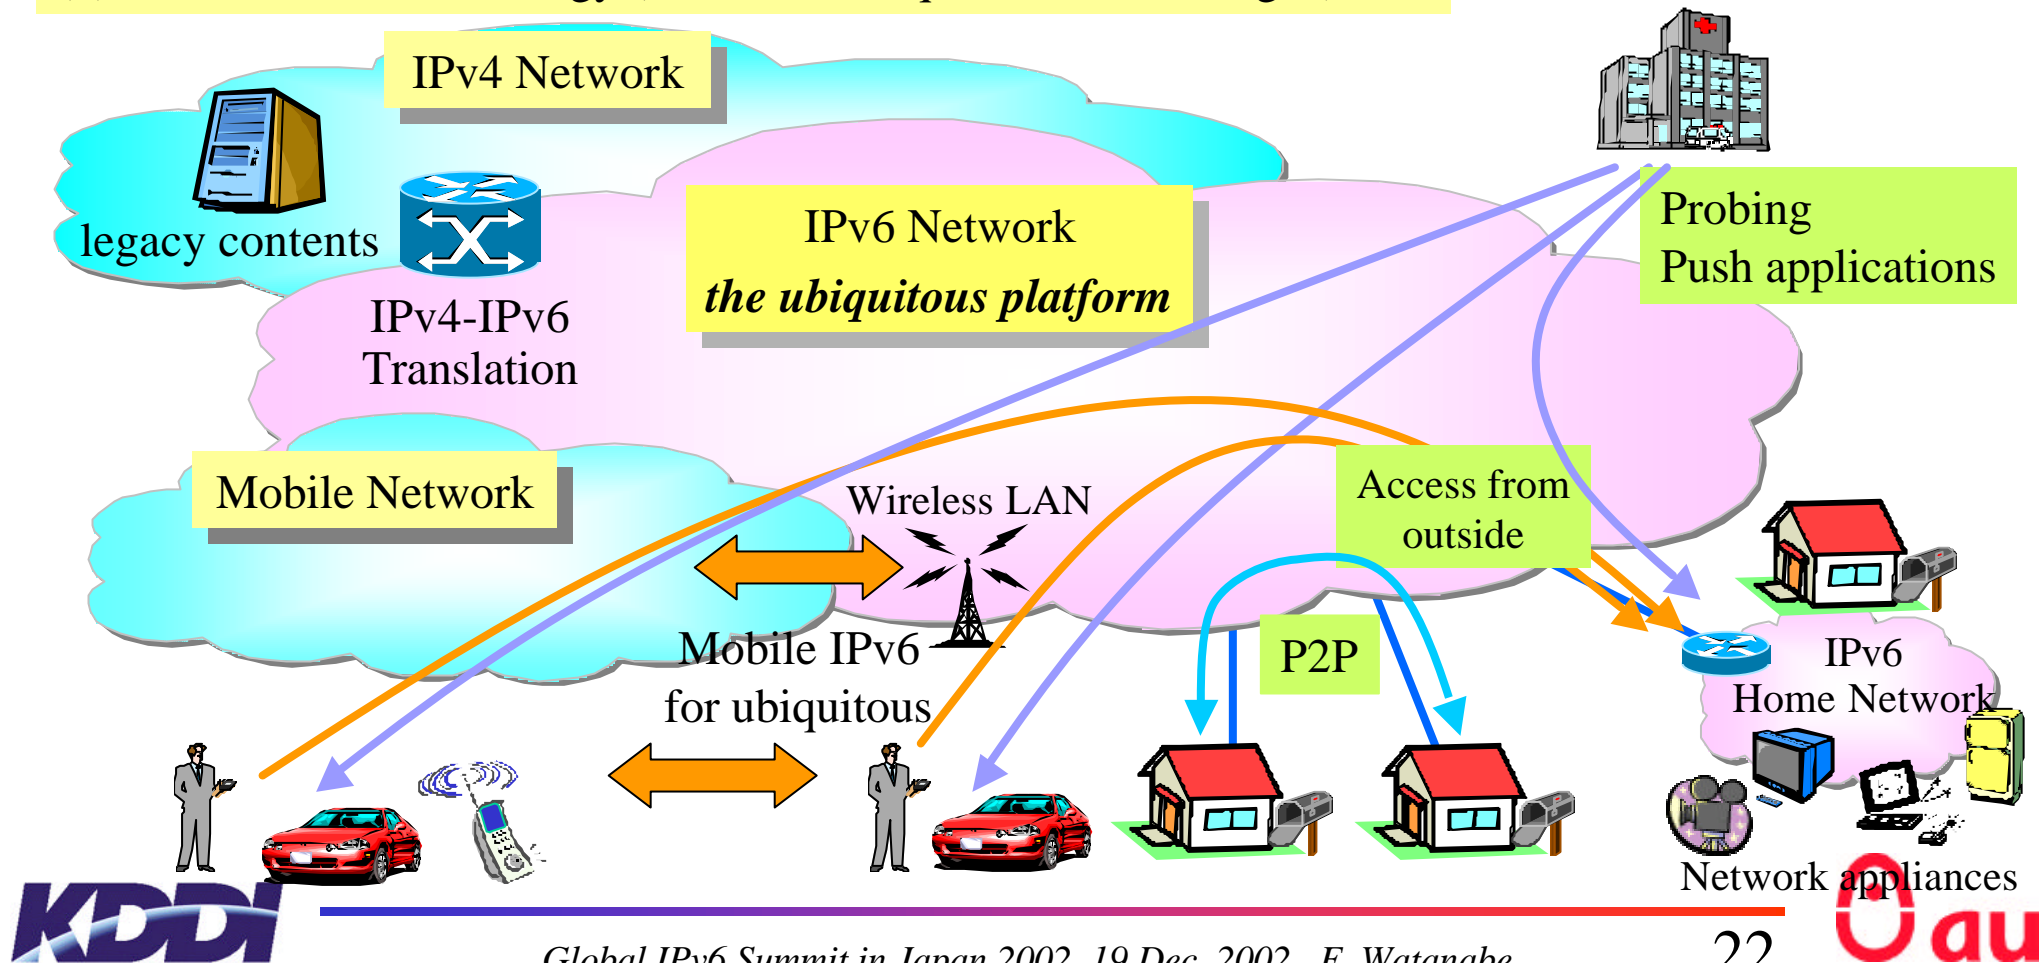 IPv4 Network
legacy contents
IPv6 Network
the ubiquitous platform
Probing
Push applications
IPv4-IPv6
Translation
Mobile Network
Wireless LAN
Access from
outside
Mobile IPv6
for ubiquitous
P2P
IPv6
Home Network
Network appliances
KDDI
Global IPv6 Summit in Japan 2002, 19 Dec. 2002, F. Watanabe
22
au